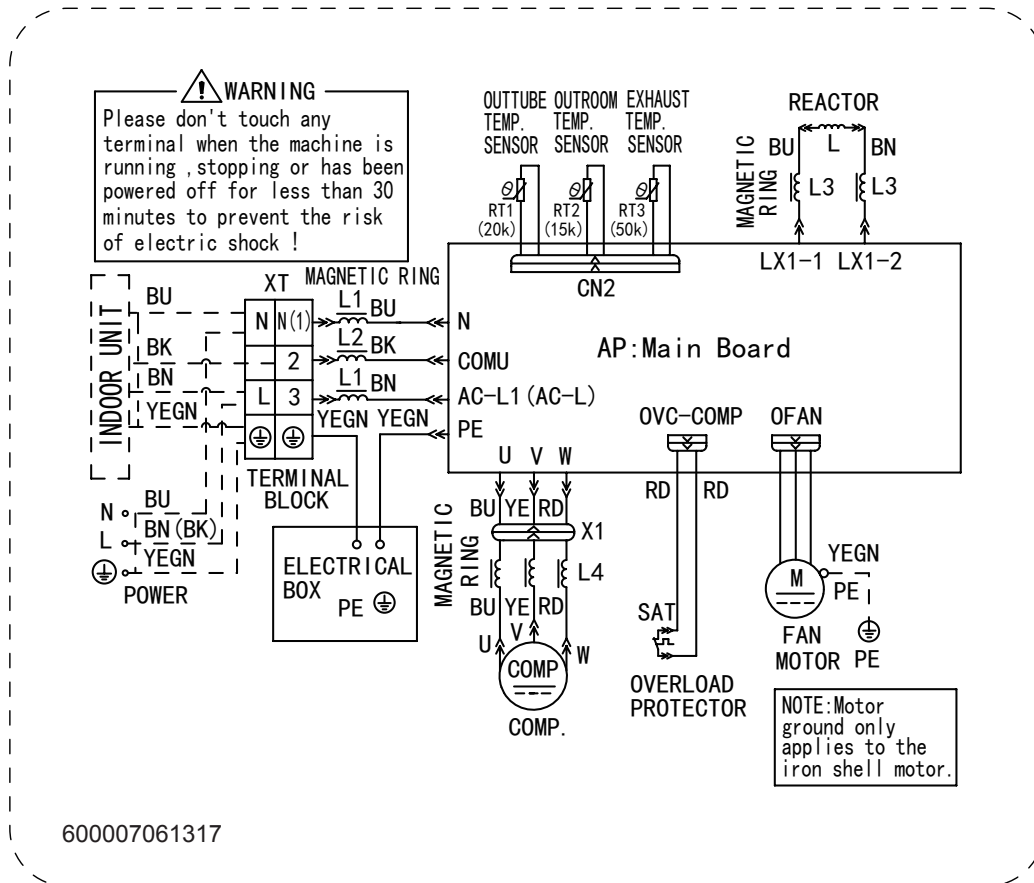 WARNING
Please don't touch any
terminal when the machine is
running ,stopping or has been
powered off for less than 30
minutes to prevent the risk
of electric shock !
OUTTUBE OUTROOM EXHAUST
TEMP. TEMP. TEMP.
SENSOR SENSOR SENSOR
RT1 RT2 RT3
(20k) (15k) (50k)
CN2
REACTOR
BU L BN
MAGNETIC
RING
L3 L3
LX1-1 LX1-2
INDOOR UNIT
BU
BK
BN
YEGN
XT
N N(1)
2
L 3
TERMINAL
BLOCK
MAGNETIC RING
L1 BU
L2 BK
L1 BN
YEGN YEGN
N
COMU
AC-L1(AC-L)
PE
AP:Main Board
OVC-COMP OFAN
U V W
N BU
L BN(BK)
YEGN
POWER
ELECTRICAL
BOX
PE
MAGNETIC
RING
BU YE RD
X1
L4
BU YE RD
U V W
COMP
COMP.
RD RD
SAT
OVERLOAD
PROTECTOR
M
YEGN
PE
FAN
MOTOR PE
NOTE:Motor
ground only
applies to the
iron shell motor.
600007061317